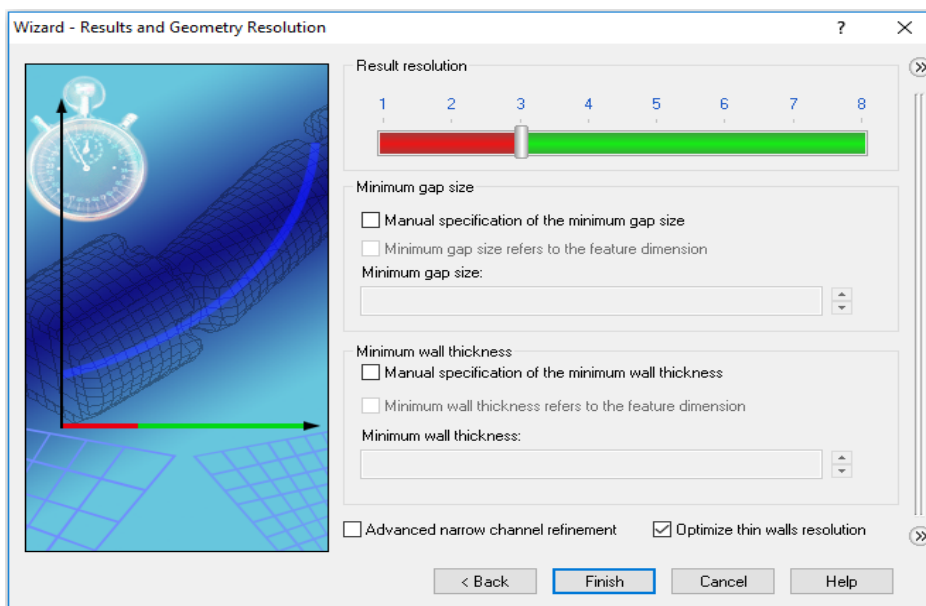 Wizard - Results and Geometry Resolution
?
Result resolution
1 2 3 4 5 6 7 8
Minimum gap size
Manual specification of the minimum gap size
Minimum gap size refers to the feature dimension
Minimum gap size:
Minimum wall thickness
Manual specification of the minimum wall thickness
Minimum wall thickness refers to the feature dimension
Minimum wall thickness:
Advanced narrow channel refinement Optimize thin walls resolution
< Back Finish Cancel Help